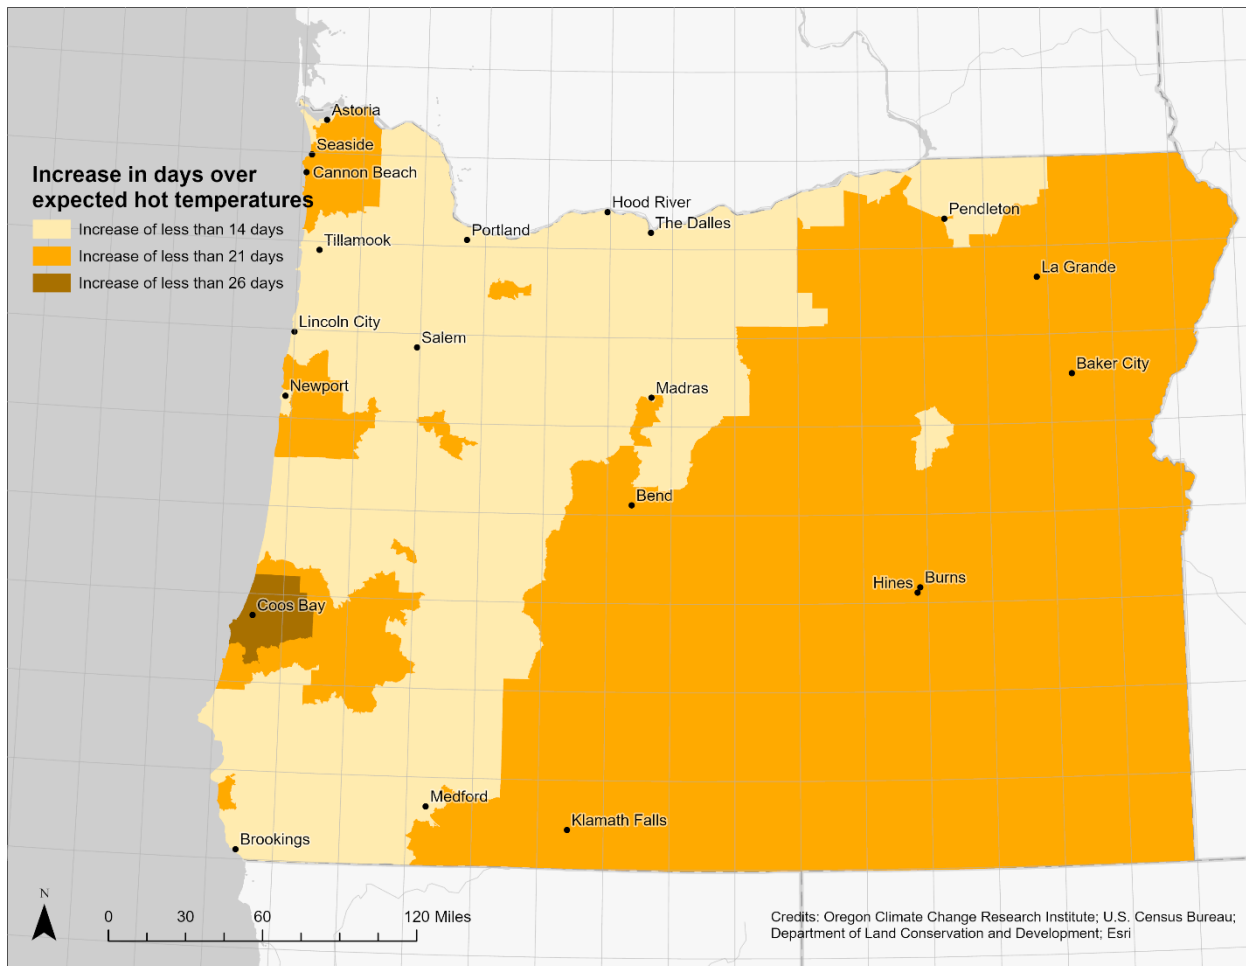 Astoria
Seaside
Cannon Beach
Increase in days over
expected hot temperatures
Increase of less than 14 days
Increase of less than 21 days
Increase of less than 26 days
Hood River
The Dalles
Pendleton
Portland
Tillamook
La Grande
Lincoln City
Salem
Baker City
Newport
Madras
Bend
Hines
Burns
Coos Bay
Medford
Klamath Falls
Brookings
N
0 30 60 120 Miles
Credits: Oregon Climate Change Research Institute; U.S. Census Bureau;
Department of Land Conservation and Development; Esri